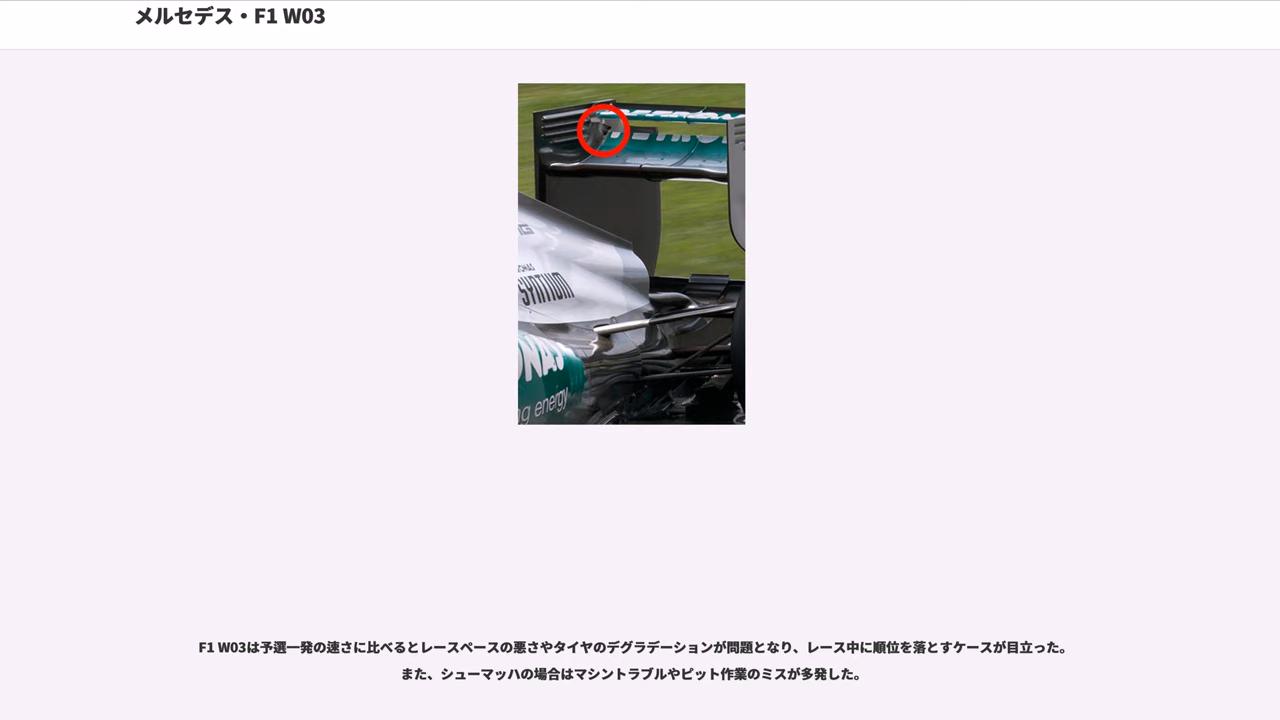 メルセデス・F1 W03
SYNTIUM
ng energy
F1 W03は予選一発の速さに比べるとレースペースの悪さやタイヤのデグラデーションが問題となり、レース中に順位を落とすケースが目立った。
また、シューマッハの場合はマシントラブルやピット作業のミスが多発した。